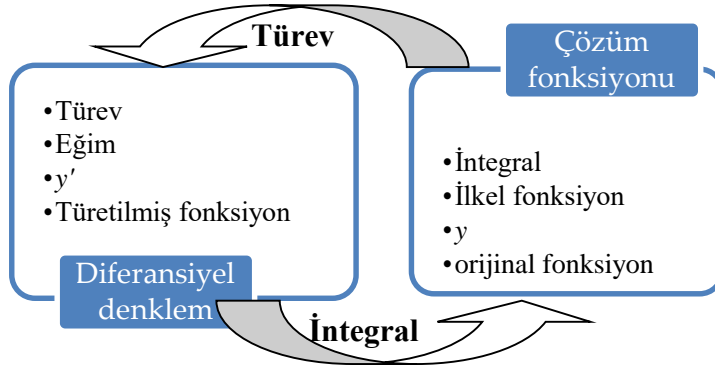 Türev
Çözüm
fonksiyonu
•Türev
•Eğim
•y'
•Türetilmiş fonksiyon
•İntegral
•İlkel fonksiyon
•y
•orijinal fonksiyon
Diferansiyel
denklem
İntegral